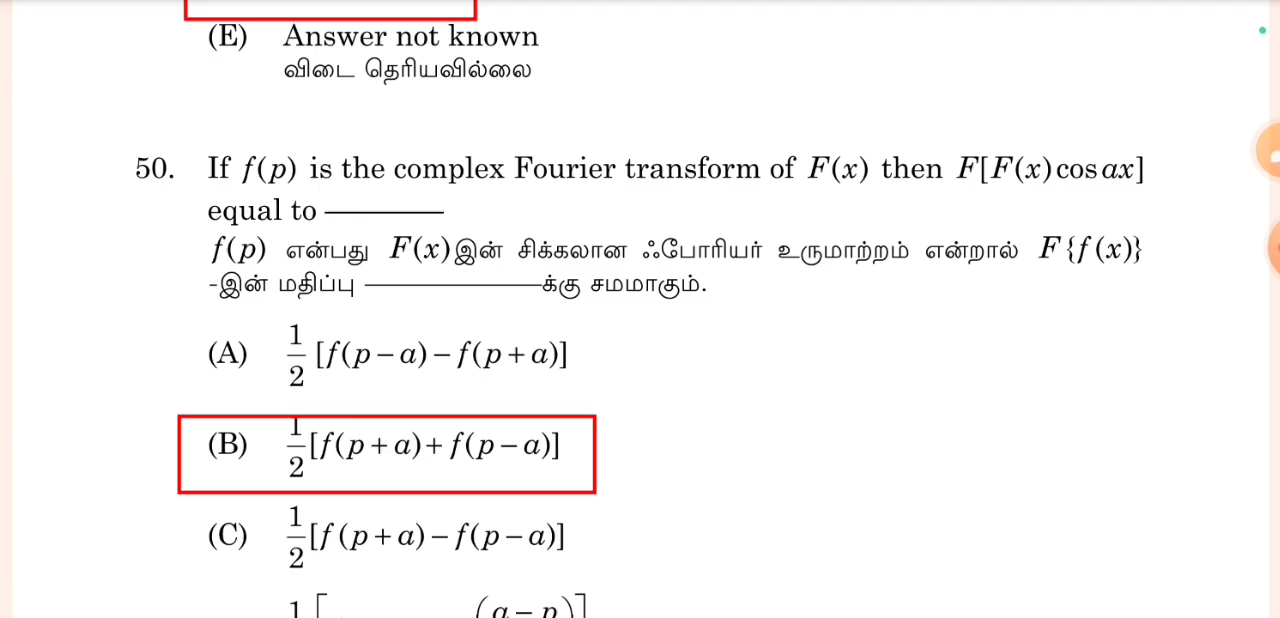 (E) Answer not known
விடை தெரியவில்லை
50. If f(p) is the complex Fourier transform of F(x) then F[F(x)cos ax]
equal to ————
f(p) என்பது F(x)இன் சிக்கலான ஃபோரியர் உருமாற்றம் என்றால் F{f(x)}
-இன் மதிப்பு ——————க்கு சமமாகும்.
(A) 1/2 [f(p – a) – f(p + a)]
(B) 1/2 [f(p + a) + f(p – a)]
(C) 1/2 [f(p + a) – f(p – a)]